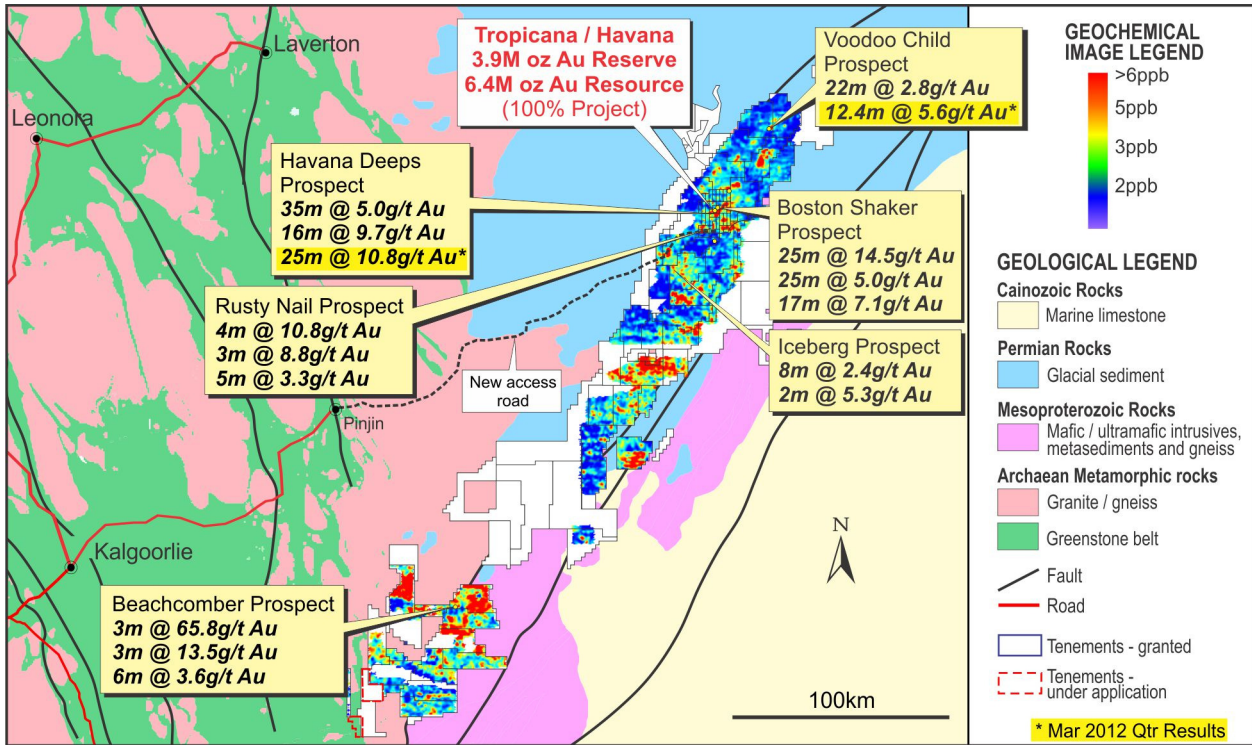 Laverton
Leonora
Tropicana / Havana
3.9M oz Au Reserve
6.4M oz Au Resource
(100% Project)
Voodoo Child
Prospect
22m @ 2.8g/t Au
12.4m @ 5.6g/t Au*
Havana Deeps
Prospect
35m @ 5.0g/t Au
16m @ 9.7g/t Au
25m @ 10.8g/t Au*
Boston Shaker
Prospect
25m @ 14.5g/t Au
25m @ 5.0g/t Au
17m @ 7.1g/t Au
Rusty Nail Prospect
4m @ 10.8g/t Au
3m @ 8.8g/t Au
5m @ 3.3g/t Au
Iceberg Prospect
8m @ 2.4g/t Au
2m @ 5.3g/t Au
New access
road
Pinjin
Kalgoorlie
Beachcomber Prospect
3m @ 65.8g/t Au
3m @ 13.5g/t Au
6m @ 3.6g/t Au
N
100km
GEOCHEMICAL
IMAGE LEGEND
>6ppb
5ppb
3ppb
2ppb
GEOLOGICAL LEGEND
Cainozoic Rocks
Marine limestone
Permian Rocks
Glacial sediment
Mesoproterozoic Rocks
Mafic / ultramafic intrusives,
metasediments and gneiss
Archaean Metamorphic rocks
Granite / gneiss
Greenstone belt
Fault
Road
Tenements - granted
Tenements -
under application
* Mar 2012 Qtr Results